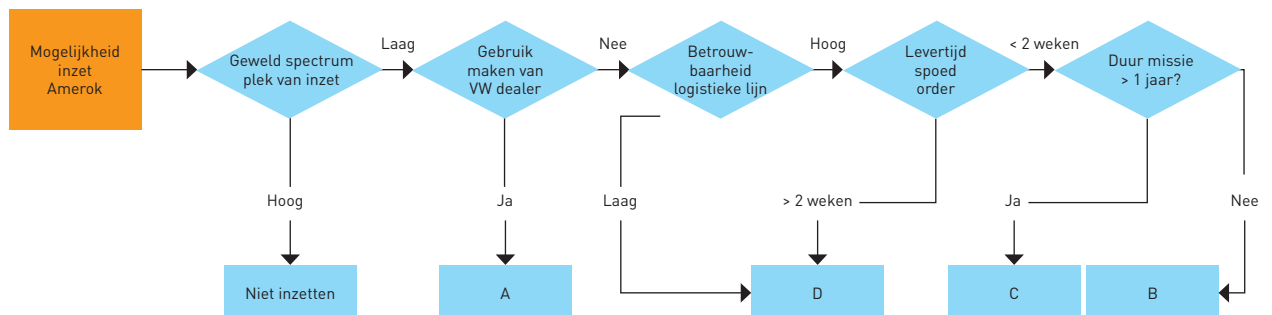 Mogelijkheid
inzet
Amerok
Geweld spectrum
plek van inzet
Laag
Gebruik
maken van
VW dealer
Nee
Betrouw-
baarheid
logistieke lijn
Hoog
Levertijd
spoed
order
< 2 weken
Duur missie
> 1 jaar?
Hoog
Ja
Laag
> 2 weken
Ja
Nee
Niet inzetten
A
D
C
B